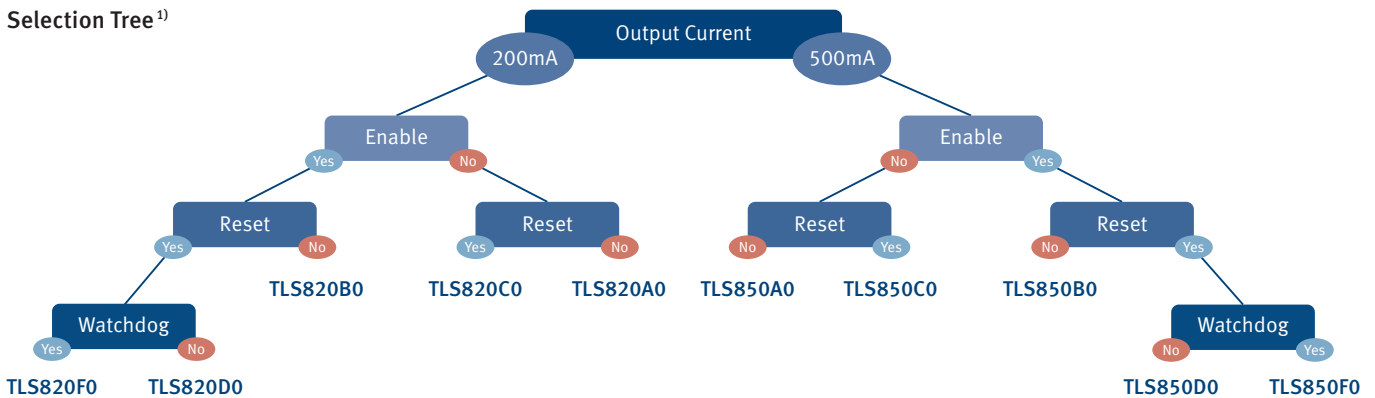 Selection Tree 1)
Output Current
200mA 500mA
Enable Enable
Yes No No Yes
Reset Reset Reset Reset
Yes No Yes No No Yes No Yes
TLS820B0 TLS820C0 TLS820A0 TLS850A0 TLS850C0 TLS850B0
Watchdog Watchdog
Yes No No Yes
TLS820F0 TLS820D0 TLS850D0 TLS850F0